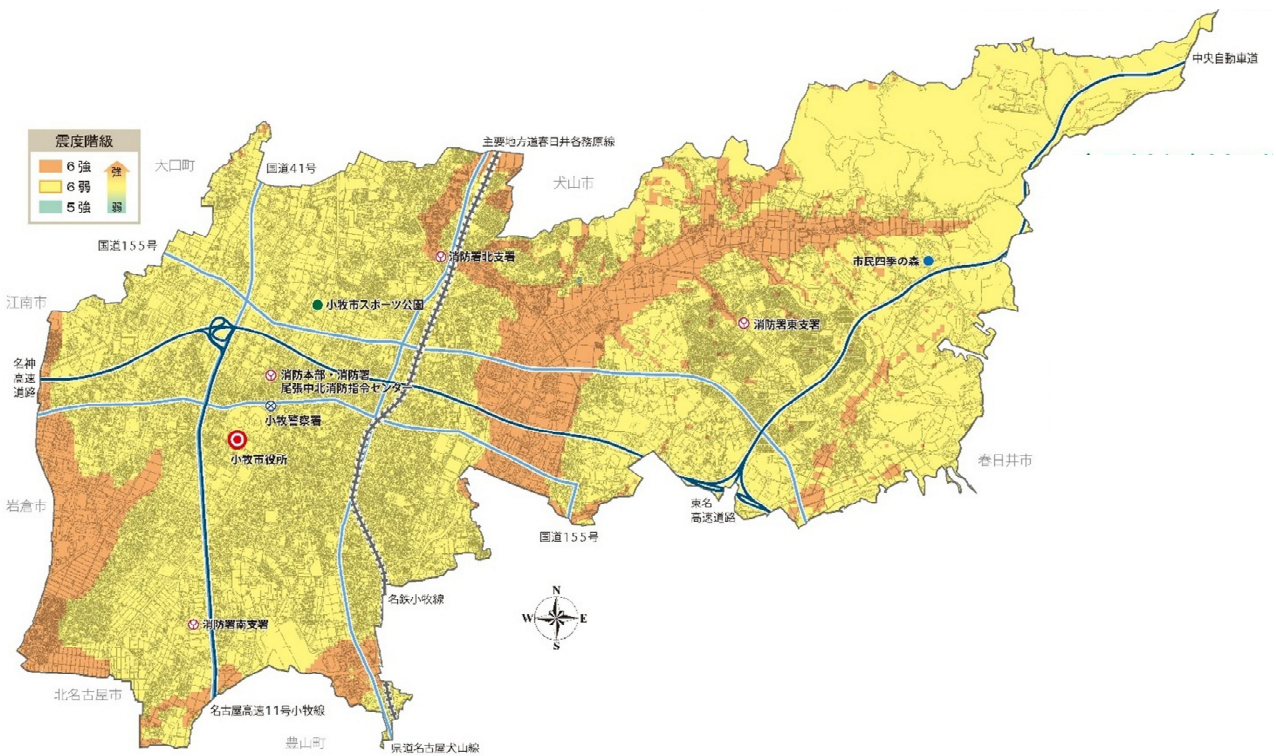 中央自動車道
主要地方道春日井各務原線
震度階級
6強
6弱
5強
強
弱
大口町
国道41号
犬山市
国道155号
消防署北支署
市民四季の森
江南市
小牧市スポーツ公園
消防署東支署
名神
高速
道路
消防本部・消防署
尾張中北消防指令センター
小牧警察署
小牧市役所
春日井市
岩倉市
東名
高速道路
国道155号
名鉄小牧線
N
W
E
S
消防署南支署
北名古屋市
名古屋高速11号小牧線
豊山町
県道名古屋犬山線